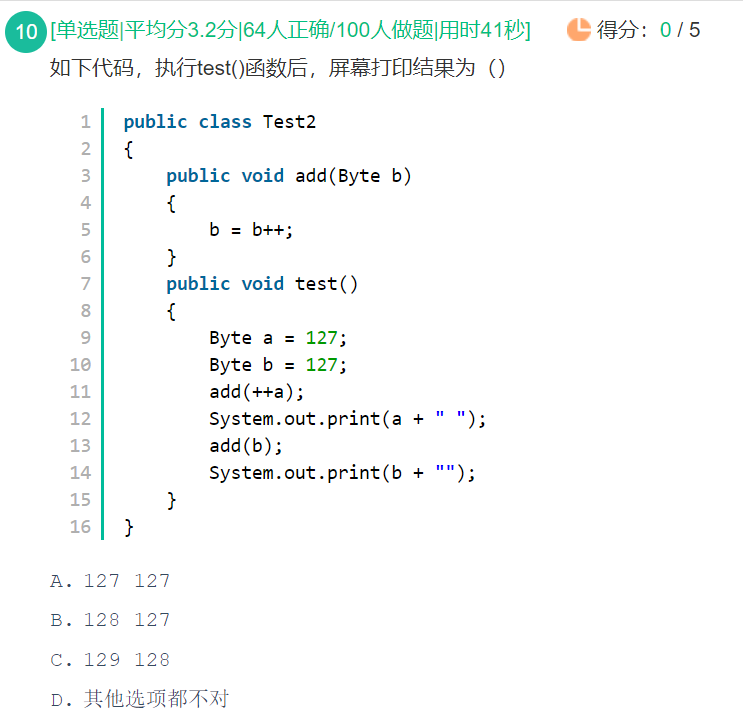 10 [单选题|平均分3.2分|64人正确/100人做题|用时41秒] 得分：0 / 5
如下代码，执行test()函数后，屏幕打印结果为（）
1 public class Test2
2 {
3     public void add(Byte b)
4     {
5         b = b++;
6     }
7     public void test()
8     {
9         Byte a = 127;
10         Byte b = 127;
11         add(++a);
12         System.out.print(a + " ");
13         add(b);
14         System.out.print(b + "");
15     }
16 }
A. 127 127
B. 128 127
C. 129 128
D. 其他选项都不对